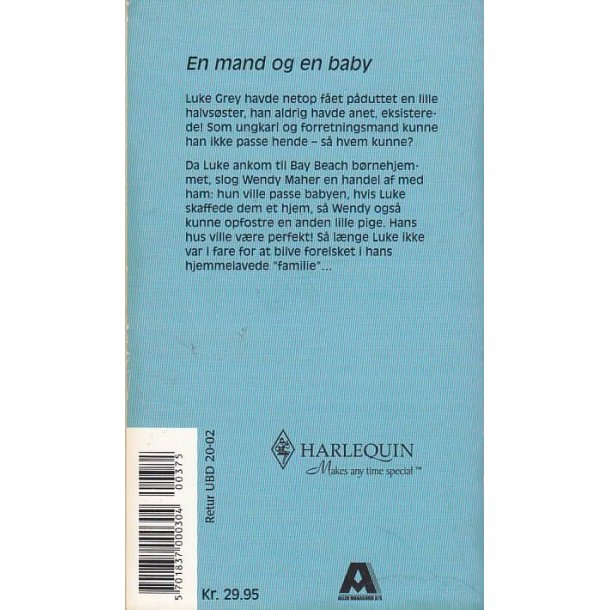 En mand og en baby
Luke Grey havde netop fået påduttet en lille
halvsøster, han aldrig havde anet, eksistere-
de! Som ungkarl og forretningsmand kunne
han ikke passe hende – så hvem kunne?
Da Luke ankom til Bay Beach børnehjem-
met, slog Wendy Maher en handel af med
ham: hun ville passe babyen, hvis Luke
skaffede dem et hjem, så Wendy også
kunne opfostre en anden lille pige. Hans
hus ville være perfekt! Så længe Luke ikke
var i fare for at blive forelsket i hans
hjemmelavede "familie"...
HARLEQUIN
Makes any time special™
00375
5701837000304
Retur UBD 20-02
Kr. 29.95
A
ALLER MAGASINER A/S